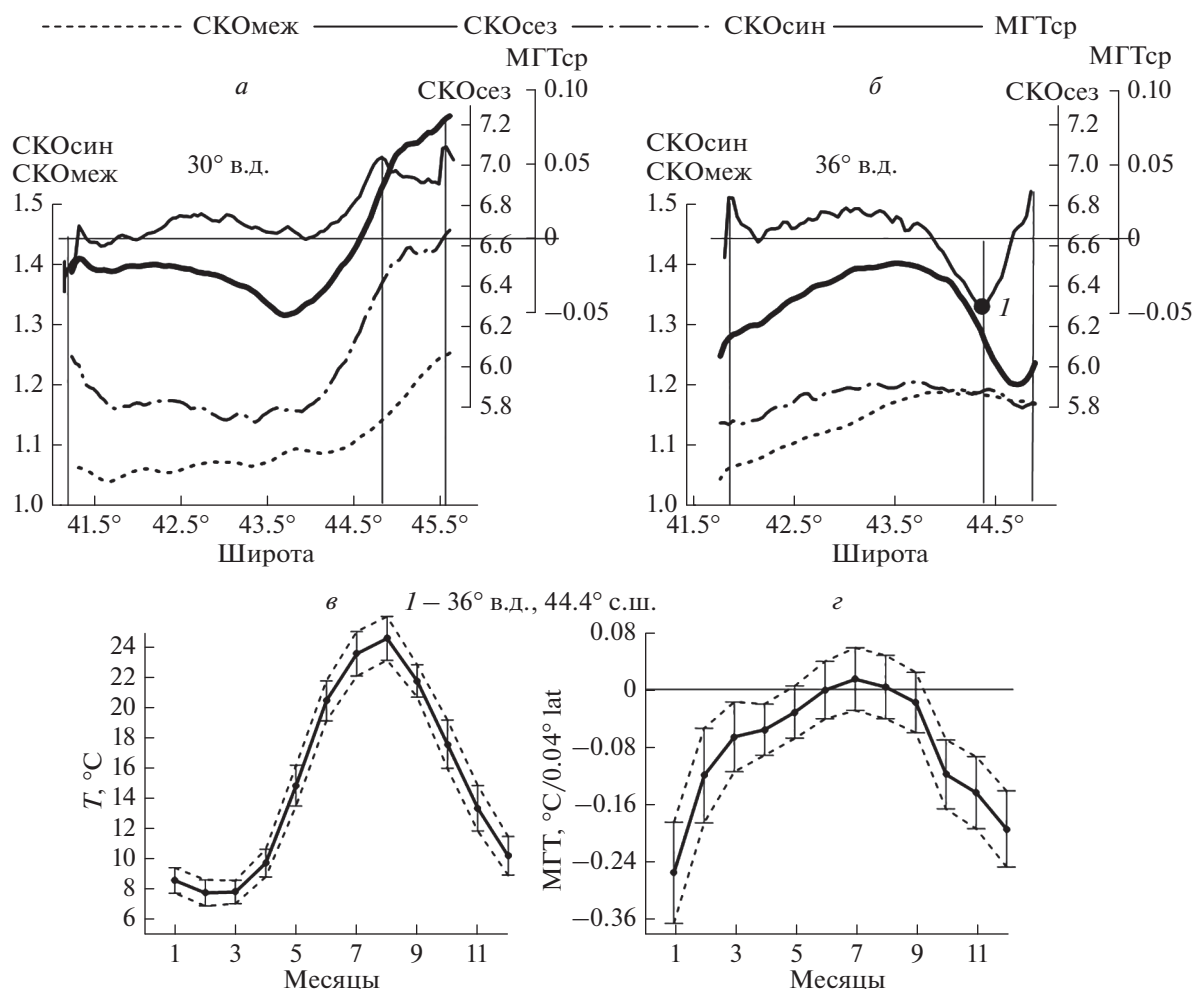 СКОмеж СКОсез СКОсин МГТср
а
МГТср
СКОсез
0.10
0.05
0
−0.05
7.2
7.0
6.8
6.6
6.4
6.2
6.0
5.8
СКОсин
СКОмеж
30° в.д.
1.5
1.4
1.3
1.2
1.1
1.0
41.5° 42.5° 43.5° 44.5° 45.5°
Широта
б
МГТср
СКОсез
0.10
0.05
0
−0.05
7.2
7.0
6.8
6.6
6.4
6.2
6.0
5.8
СКОсин
СКОмеж
36° в.д.
1
1.5
1.4
1.3
1.2
1.1
1.0
41.5° 42.5° 43.5° 44.5°
Широта
в 1 – 36° в.д., 44.4° с.ш. г
T, °C
24
22
20
18
16
14
12
10
8
6
1 3 5 7 9 11
Месяцы
МГТ, °C/0.04° lat
0.08
0
−0.08
−0.16
−0.24
−0.36
1 3 5 7 9 11
Месяцы